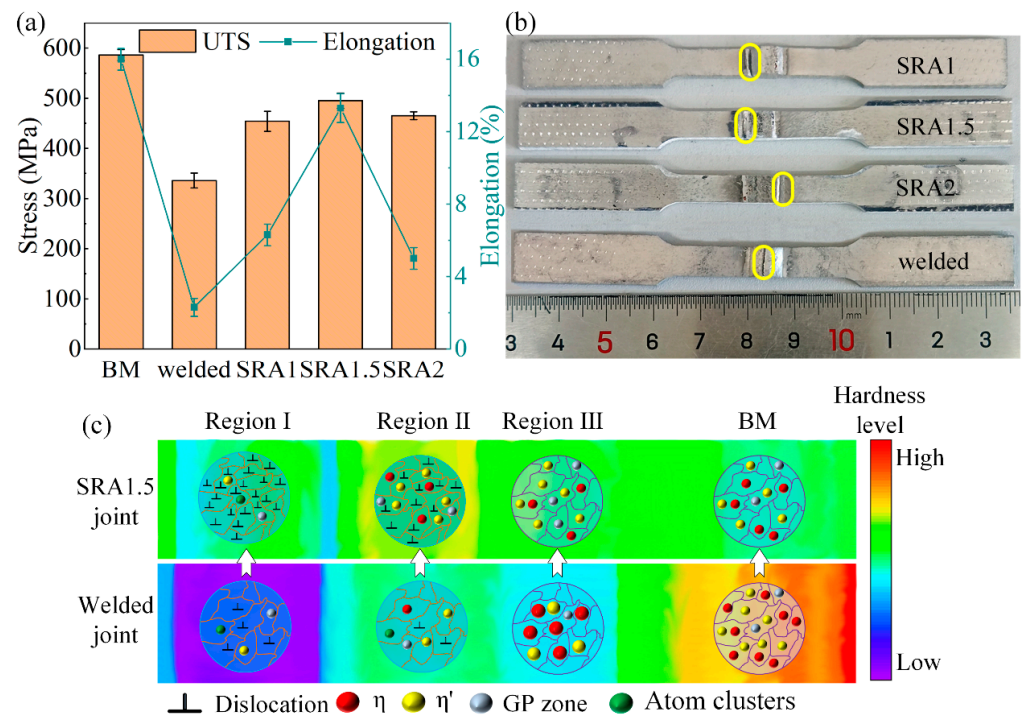 (a)
UTS
Elongation
600
500
400
300
200
100
0
Stress (MPa)
16
12
8
4
0
Elongation (%)
BM welded SRA1 SRA1.5 SRA2
(b)
SRA1
SRA1.5
SRA2
welded
mm
3 4 5 6 7 8 9 10 1 2 3
(c)
Region I Region II Region III BM
Hardness
level
High
Low
SRA1.5
joint
Welded
joint
Dislocation η η' GP zone Atom clusters